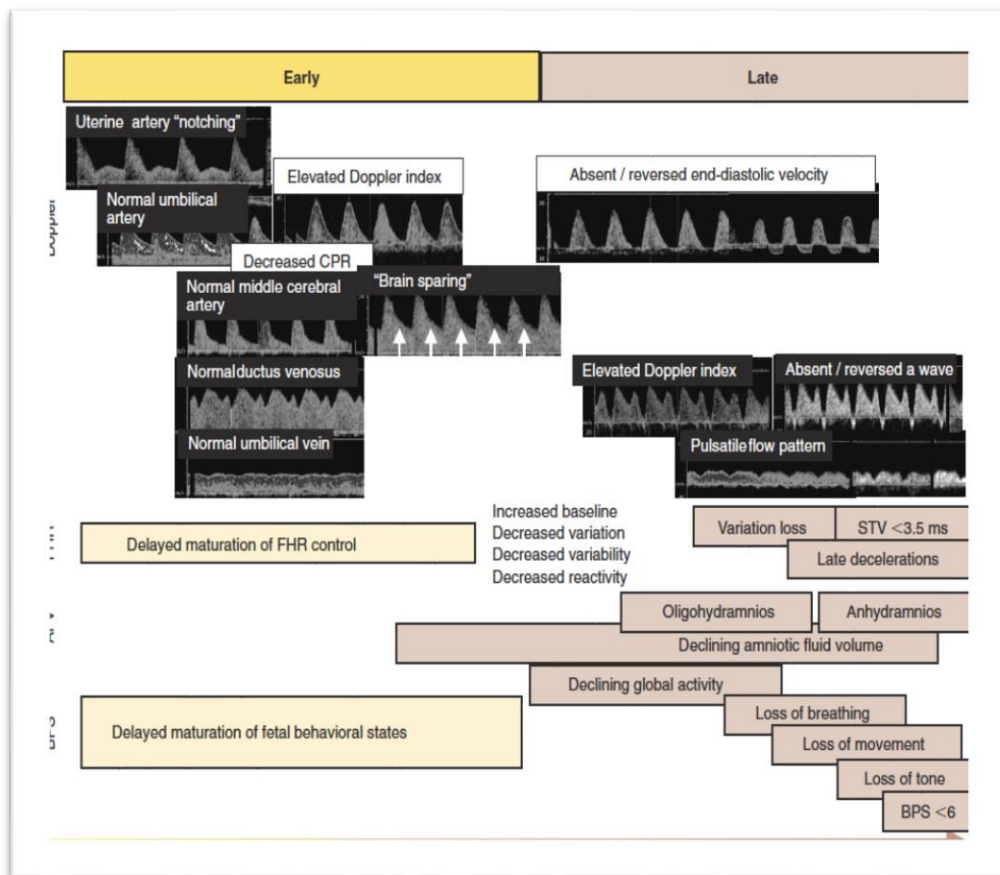 Early
Late
Uterine artery “notching”
Elevated Doppler index
Absent / reversed end-diastolic velocity
Normal umbilical
artery
Decreased CPR
Normal middle cerebral
artery
“Brain sparing”
Normal ductus venosus
Elevated Doppler index
Absent / reversed a wave
Normal umbilical vein
Pulsatile flow pattern
Increased baseline
Decreased variation
Decreased variability
Decreased reactivity
Delayed maturation of FHR control
Variation loss
STV <3.5 ms
Late decelerations
Oligohydramnios
Anhydramnios
Declining amniotic fluid volume
Declining global activity
Delayed maturation of fetal behavioral states
Loss of breathing
Loss of movement
Loss of tone
BPS <6